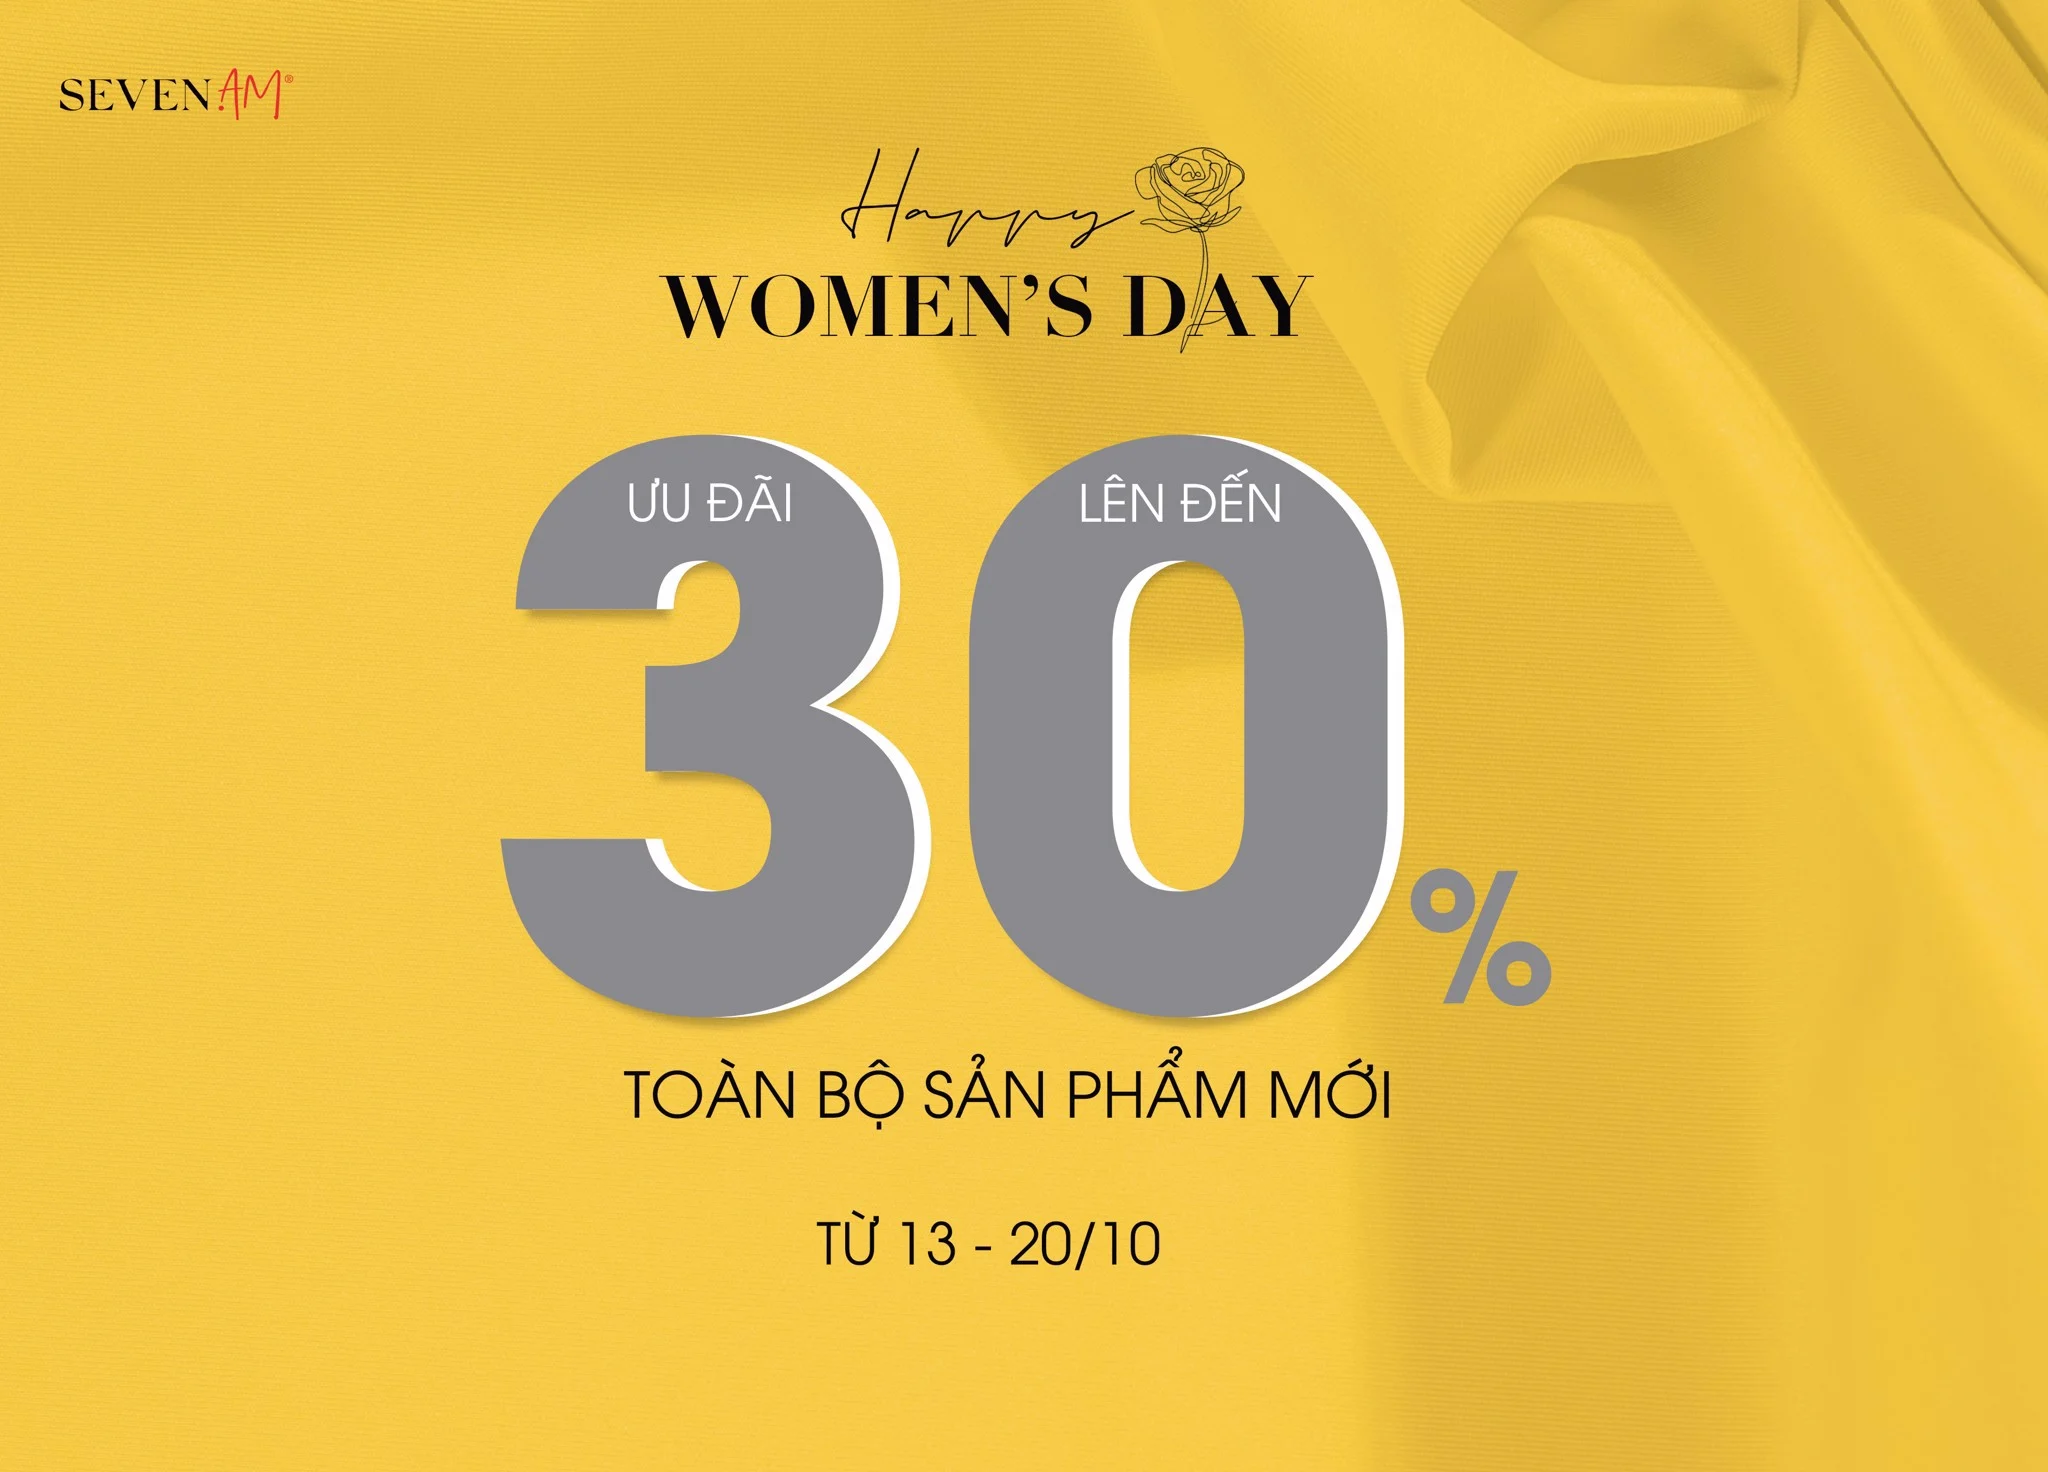 SEVEN.AM®
Happy
WOMEN'S DAY
ƯU ĐÃI LÊN ĐẾN
30%
TOÀN BỘ SẢN PHẨM MỚI
TỪ 13 - 20/10